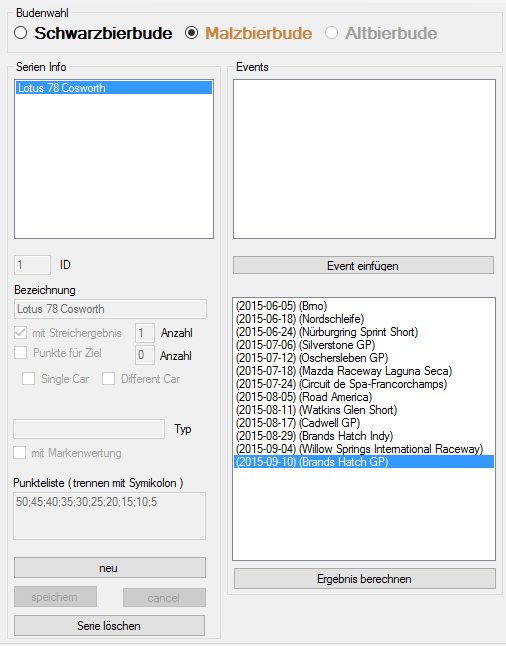 Budenwahl
Schwarzbierbude Malzbierbude Altbierbude
Serien Info
Lotus 78 Cosworth
1 ID
Bezeichnung
Lotus 78 Cosworth
mit Streichergebnis 1 Anzahl
Punkte für Ziel 0 Anzahl
Single Car Different Car
Typ
mit Markenwertung
Punkteliste ( trennen mit Symikolon )
50;45;40;35;30;25;20;15;10;5
neu
speichern cancel
Serie löschen
Events
Event einfügen
(2015-06-05) (Brno)
(2015-06-18) (Nordschleife)
(2015-06-24) (Nürburgring Sprint Short)
(2015-07-06) (Silverstone GP)
(2015-07-12) (Oschersleben GP)
(2015-07-18) (Mazda Raceway Laguna Seca)
(2015-07-24) (Circuit de Spa-Francorchamps)
(2015-08-05) (Road America)
(2015-08-11) (Watkins Glen Short)
(2015-08-17) (Cadwell GP)
(2015-08-29) (Brands Hatch Indy)
(2015-09-04) (Willow Springs International Raceway)
(2015-09-10) (Brands Hatch GP)
Ergebnis berechnen